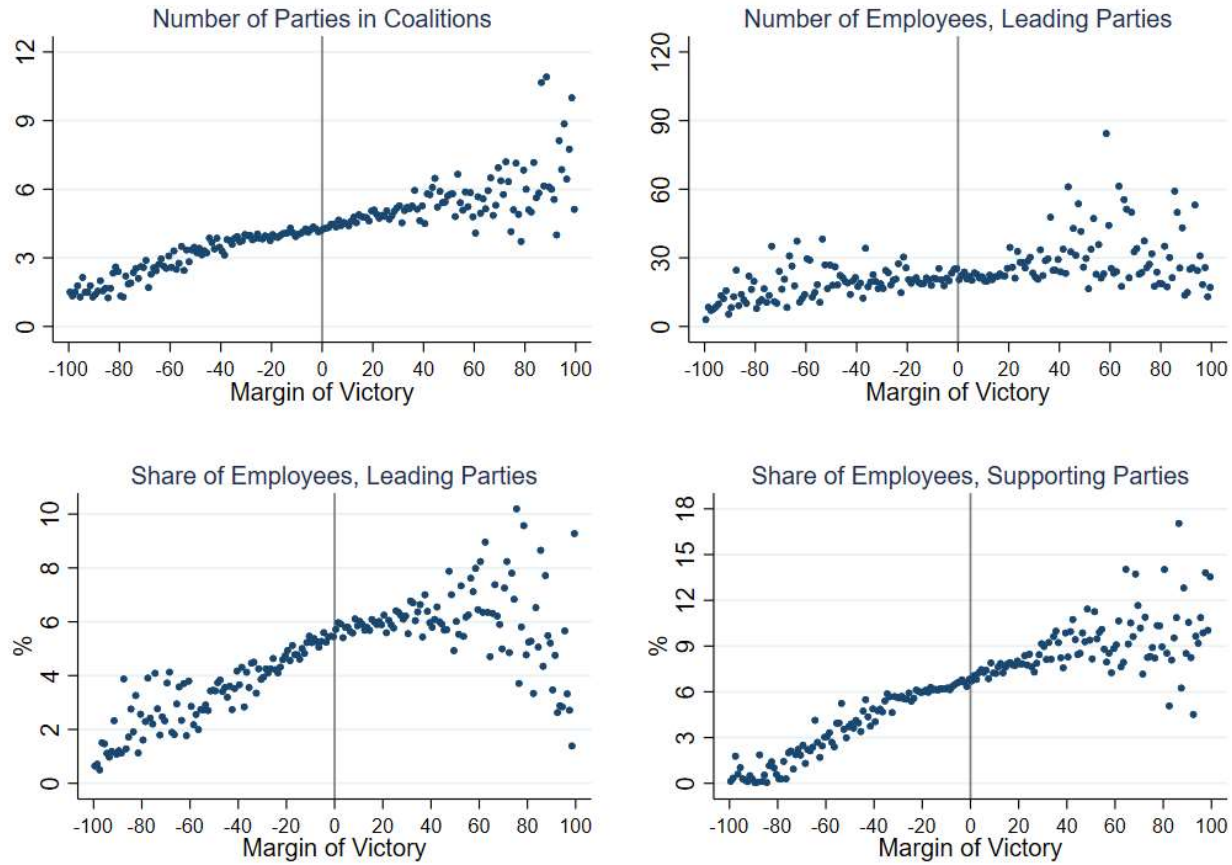 Number of Parties in Coalitions
12
9
6
3
0
-100 -80 -60 -40 -20 0 20 40 60 80 100
Margin of Victory
Number of Employees, Leading Parties
120
90
60
30
0
-100 -80 -60 -40 -20 0 20 40 60 80 100
Margin of Victory
Share of Employees, Leading Parties
%
10
8
6
4
2
0
-100 -80 -60 -40 -20 0 20 40 60 80 100
Margin of Victory
Share of Employees, Supporting Parties
%
18
15
12
9
6
3
0
-100 -80 -60 -40 -20 0 20 40 60 80 100
Margin of Victory